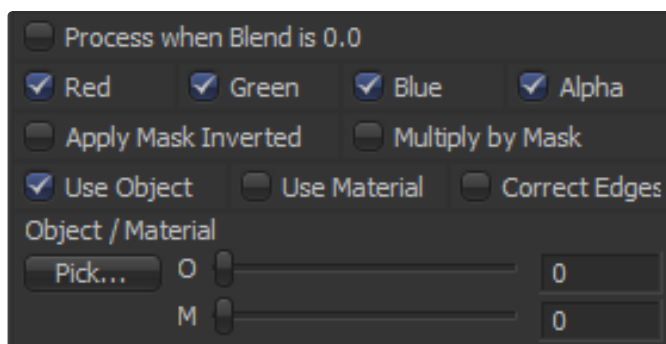 Process when Blend is 0.0
Red Green Blue Alpha
Apply Mask Inverted Multiply by Mask
Use Object Use Material Correct Edges
Object / Material
Pick... O 0
M 0